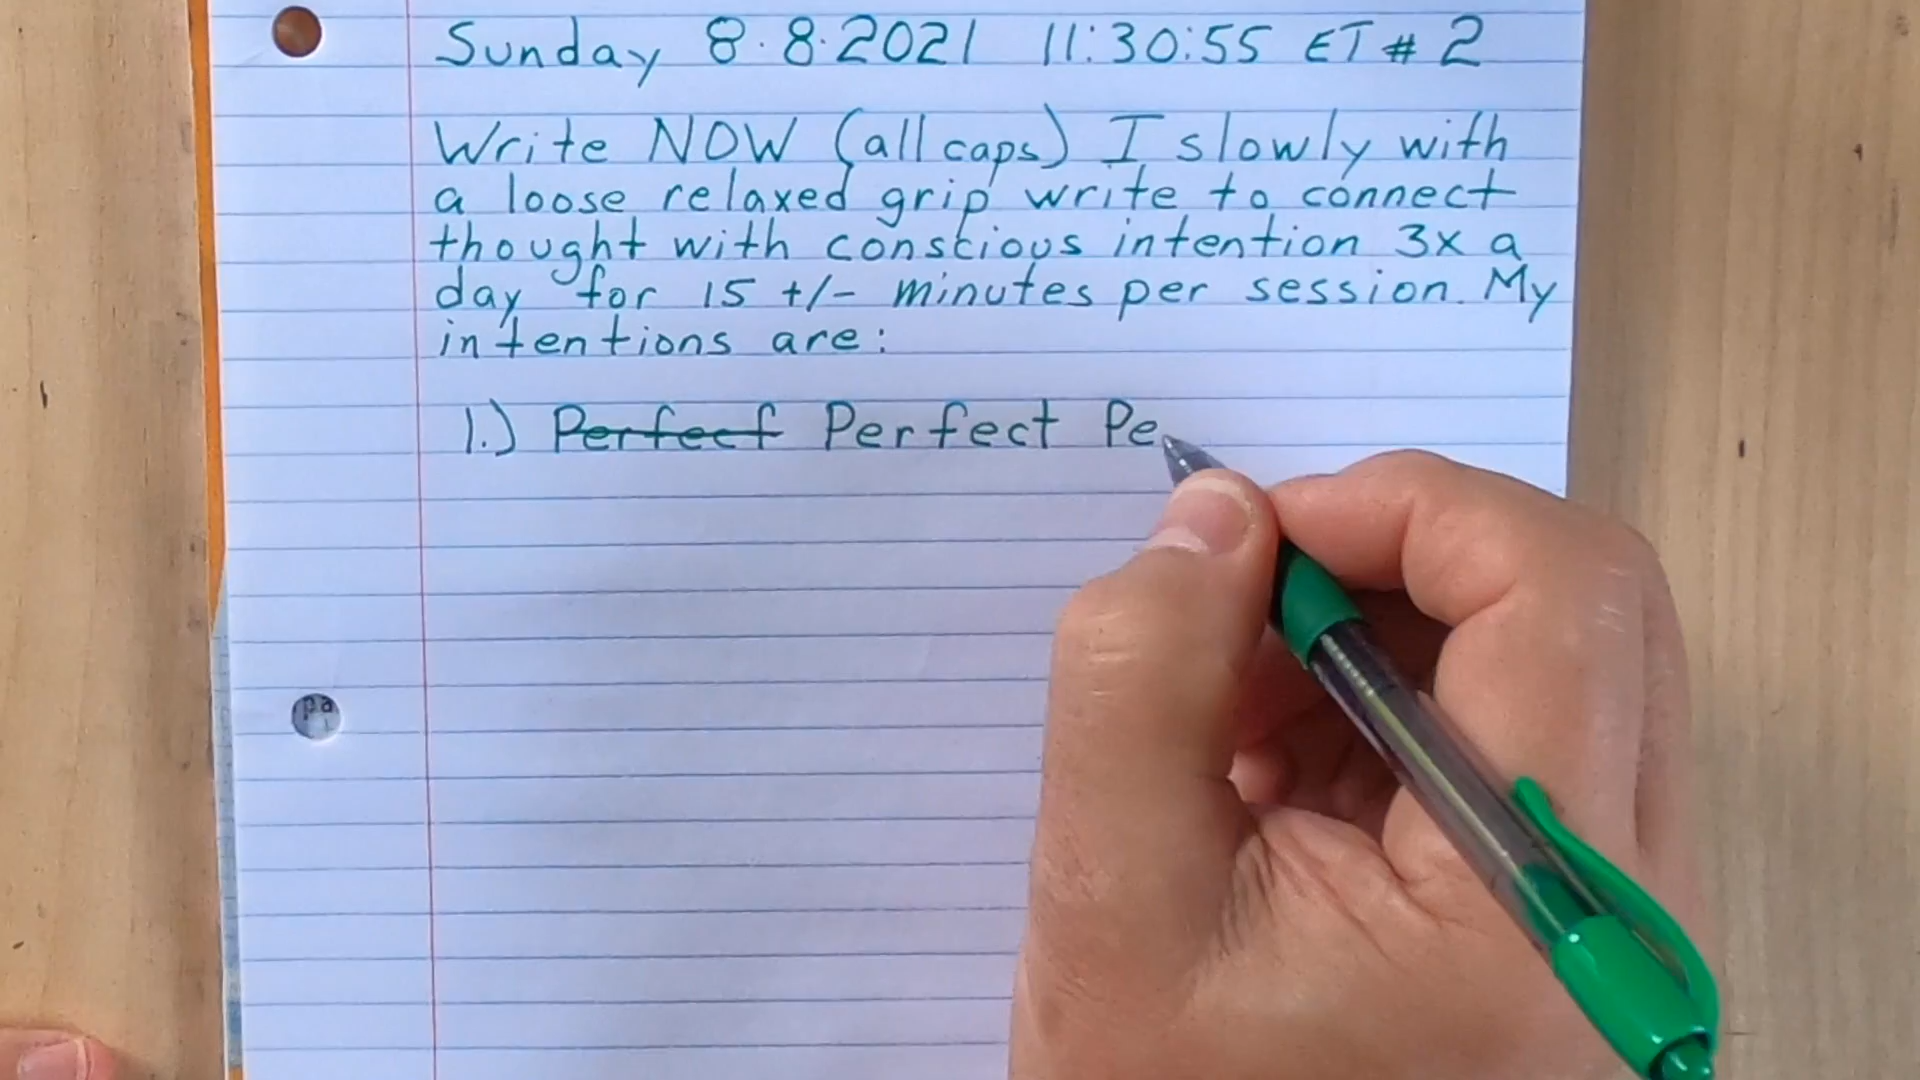 Sunday 8.8.2021 11:30:55 ET # 2
Write NOW (all caps) I slowly with
a loose relaxed grip write to connect
thought with conscious intention 3x a
day for 15 +/- minutes per session. My
intentions are:
1.) Perfecf Perfect Pe
pa